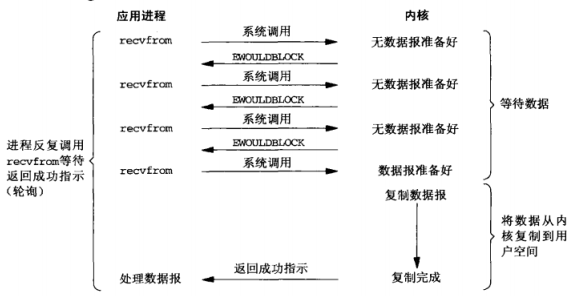 应用进程
内核
recvfrom
系统调用
无数据报准备好
EWOULDBLOCK
recvfrom
系统调用
无数据报准备好
EWOULDBLOCK
recvfrom
系统调用
无数据报准备好
EWOULDBLOCK
recvfrom
系统调用
数据报准备好
等待数据
进程反复调用
recvfrom等待
返回成功指示
（轮询）
复制数据报
将数据从内
核复制到用
户空间
处理数据报
返回成功指示
复制完成